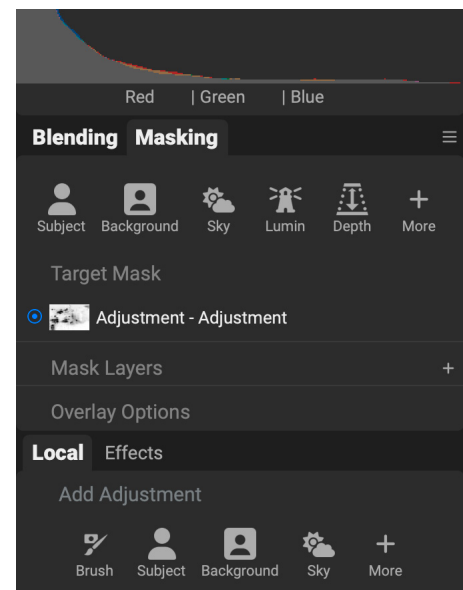 Red | Green | Blue
Blending Masking
Subject Background Sky Lumin Depth More
Target Mask
Adjustment - Adjustment
Mask Layers +
Overlay Options
Local Effects
Add Adjustment
Brush Subject Background Sky More